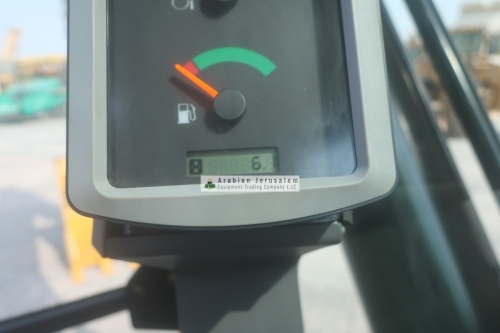 6.
Arabian Jerusalem
Equipment Trading Company L.L.C